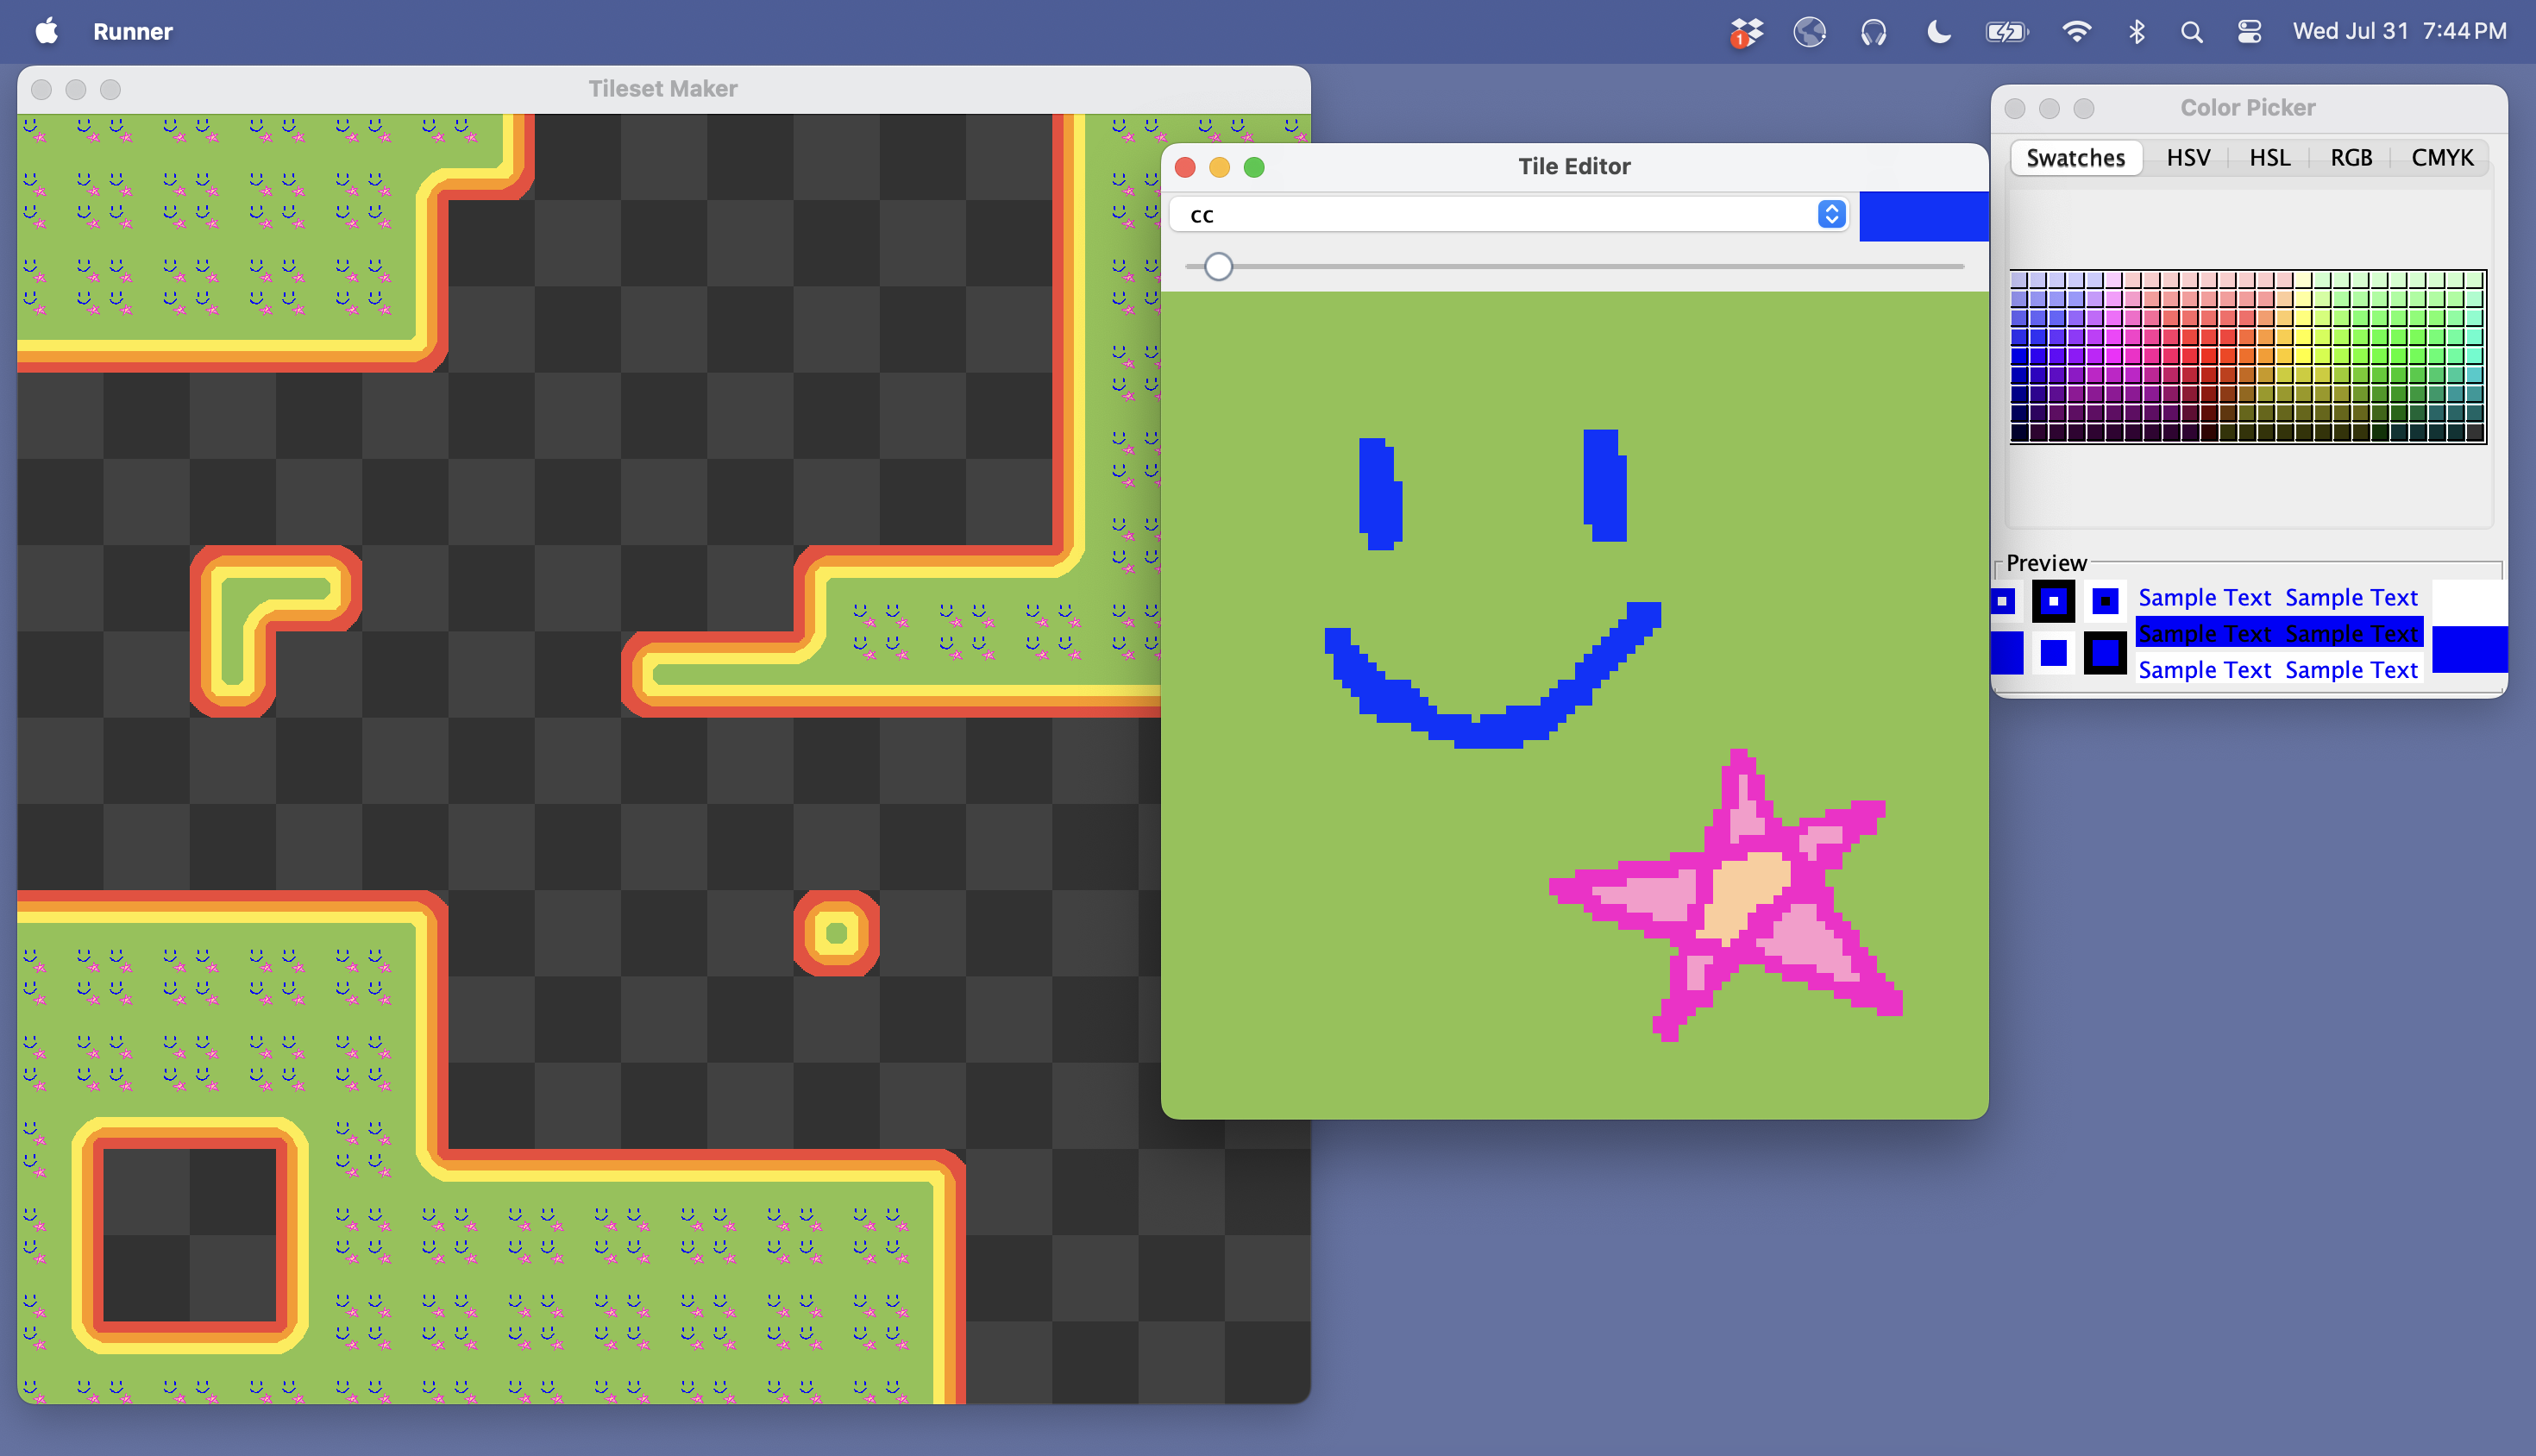 Runner
1
Wed Jul 31 7:44 PM
Tileset Maker
Tile Editor
cc
Color Picker
Swatches HSV HSL RGB CMYK
Preview
Sample Text Sample Text
Sample Text Sample Text
Sample Text Sample Text